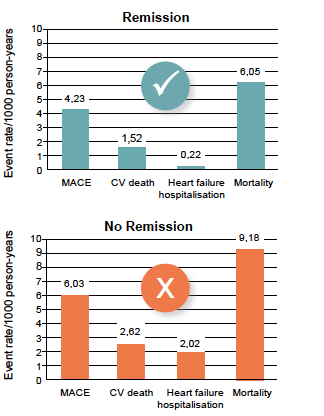 Remission
Event rate/1000 person-years
10
9
8
7
6
5
4
3
2
1
0
4,23
1,52
0,22
6,05
MACE
CV death
Heart failure
hospitalisation
Mortality
No Remission
Event rate/1000 person-years
10
9
8
7
6
5
4
3
2
1
0
6,03
2,62
2,02
9,18
X
MACE
CV death
Heart failure
hospitalisation
Mortality